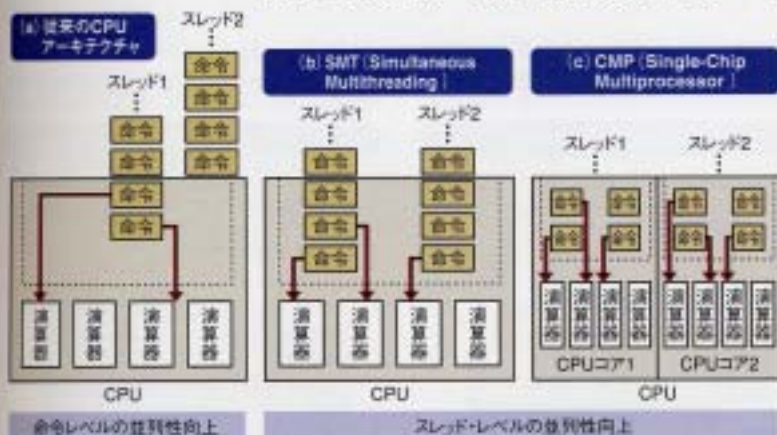 (a)従来のCPU
アーキテクチャ
スレッド1
命令
命令
命令
命令
スレッド2
命令
命令
命令
命令
演算器
演算器
演算器
演算器
CPU
命令レベルの並列性向上
(b) SMT (Simultaneous
Multithreading)
スレッド1
命令
命令
命令
命令
スレッド2
命令
命令
命令
命令
演算器
演算器
演算器
演算器
CPU
(c) CMP (Single-Chip
Multiprocessor)
スレッド1
命令
命令
命令
命令
演算器
演算器
演算器
演算器
CPUコア1
スレッド2
命令
命令
命令
命令
演算器
演算器
演算器
演算器
CPUコア2
CPU
スレッド・レベルの並列性向上